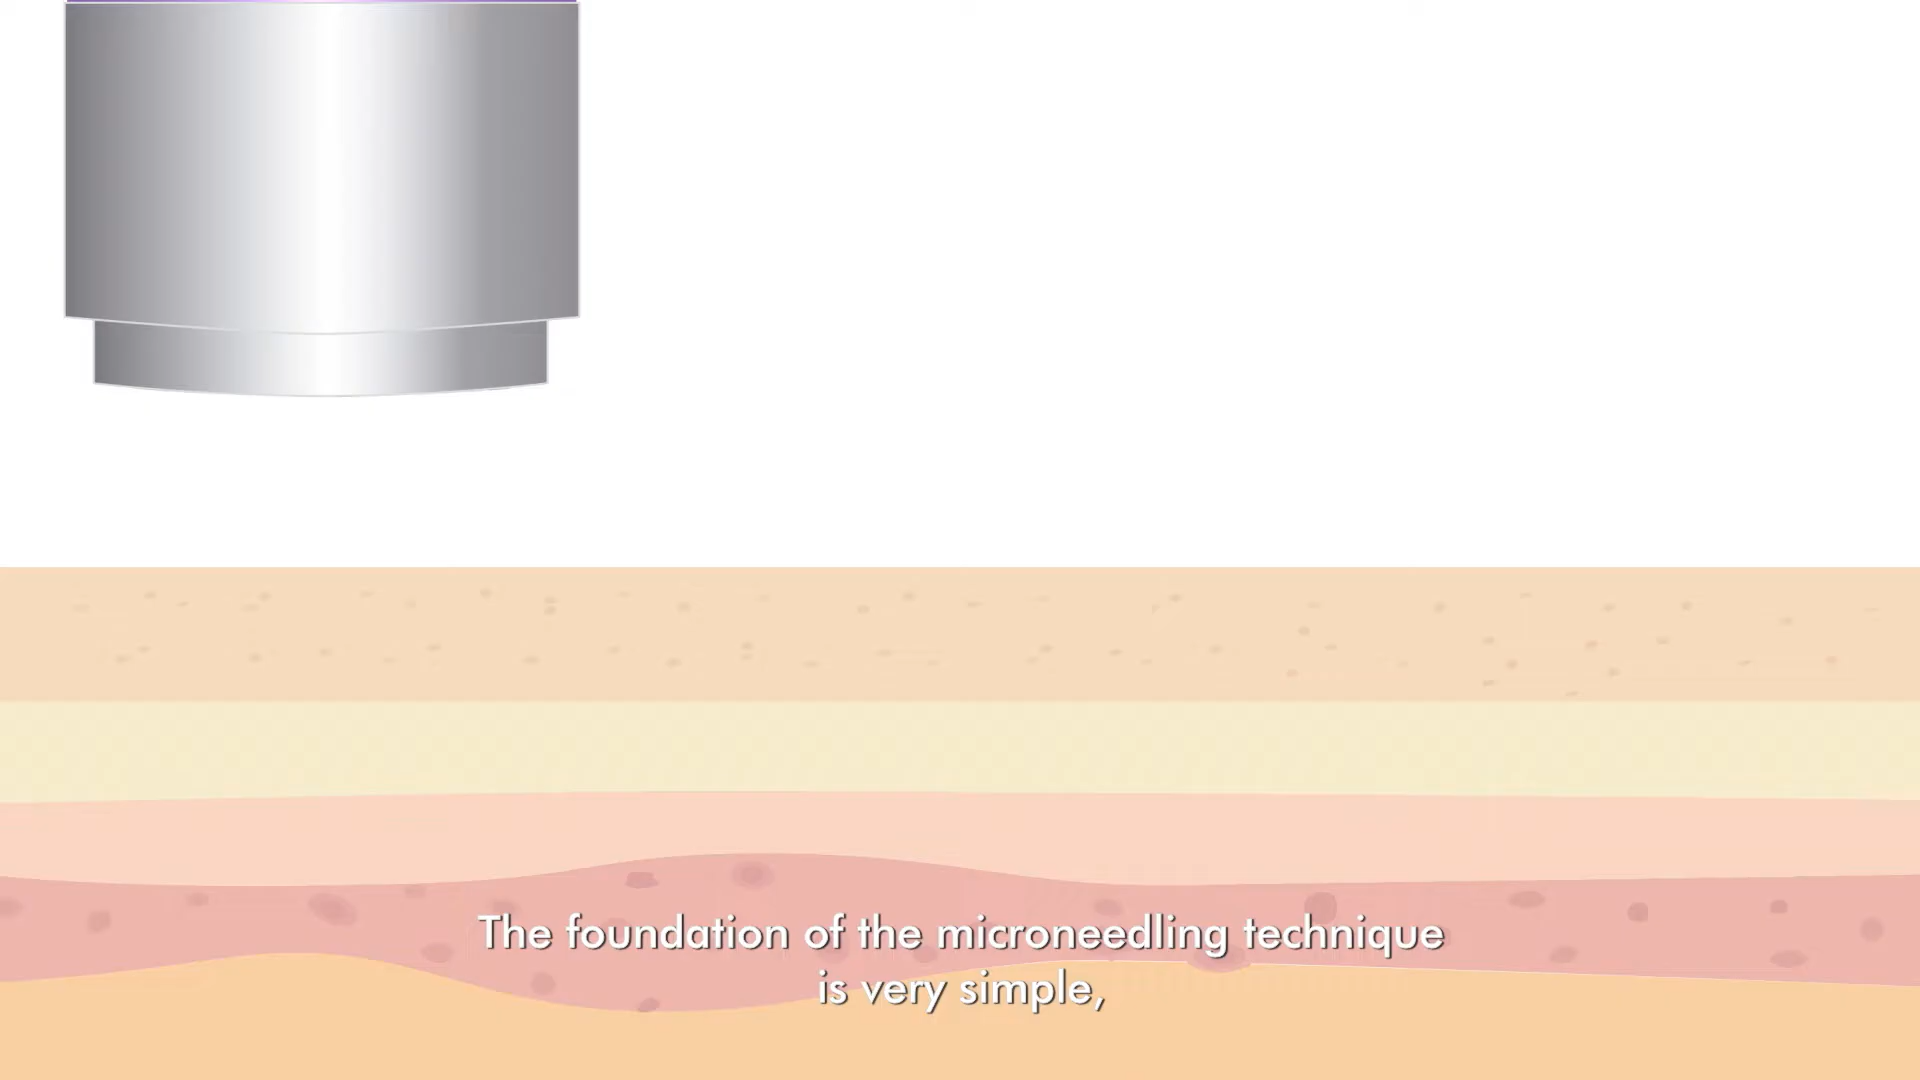 The foundation of the microneedling technique
is very simple,